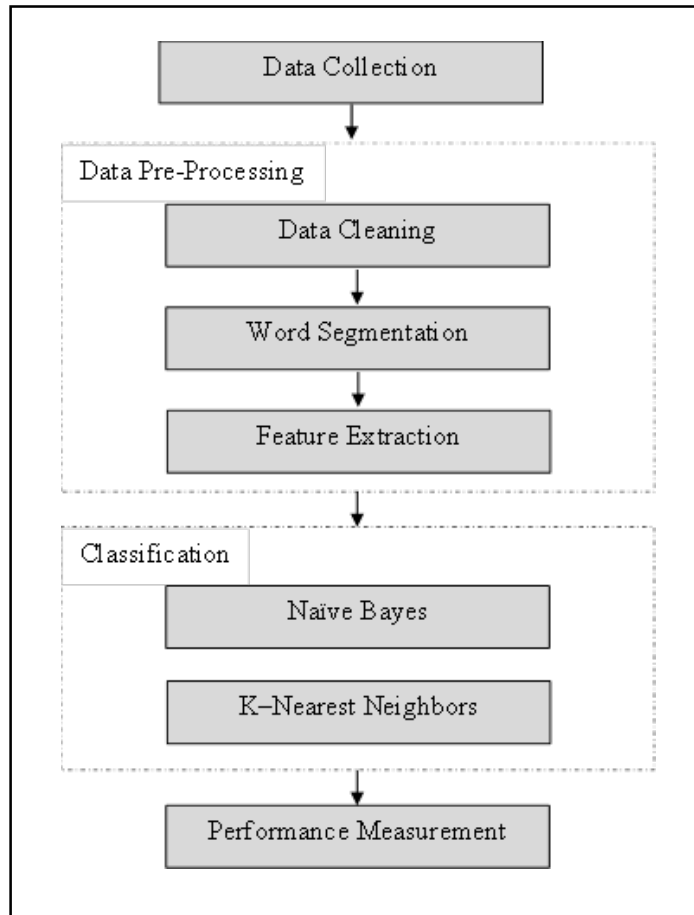 Data Collection
Data Pre-Processing
Data Cleaning
Word Segmentation
Feature Extraction
Classification
Naïve Bayes
K–Nearest Neighbors
Performance Measurement